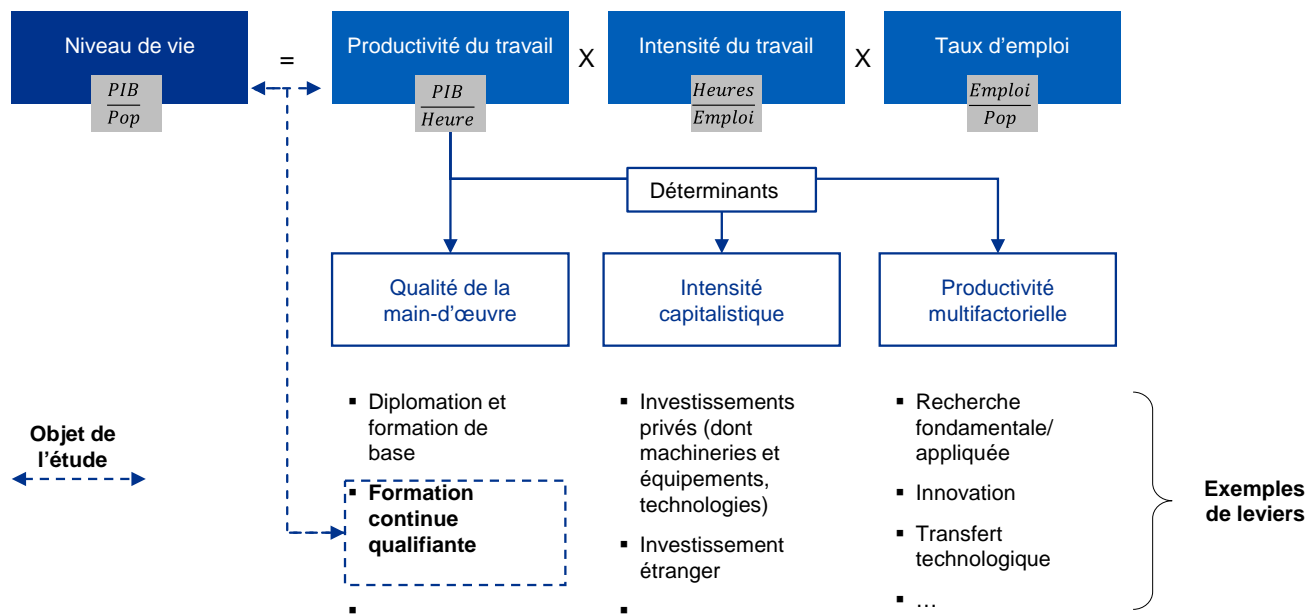 Niveau de vie
PIB
Pop
=
Productivité du travail
PIB
Heure
X
Intensité du travail
Heures
Emploi
X
Taux d’emploi
Emploi
Pop
Déterminants
Qualité de la
main-d’œuvre
Intensité
capitalistique
Productivité
multifactorielle
▪ Diplomation et
formation de
base
▪ Formation
continue
qualifiante
▪
▪ Investissements
privés (dont
machineries et
équipements,
technologies)
▪ Investissement
étranger
▪
▪ Recherche
fondamentale/
appliquée
▪ Innovation
▪ Transfert
technologique
▪ …
Objet de
l’étude
Exemples
de leviers